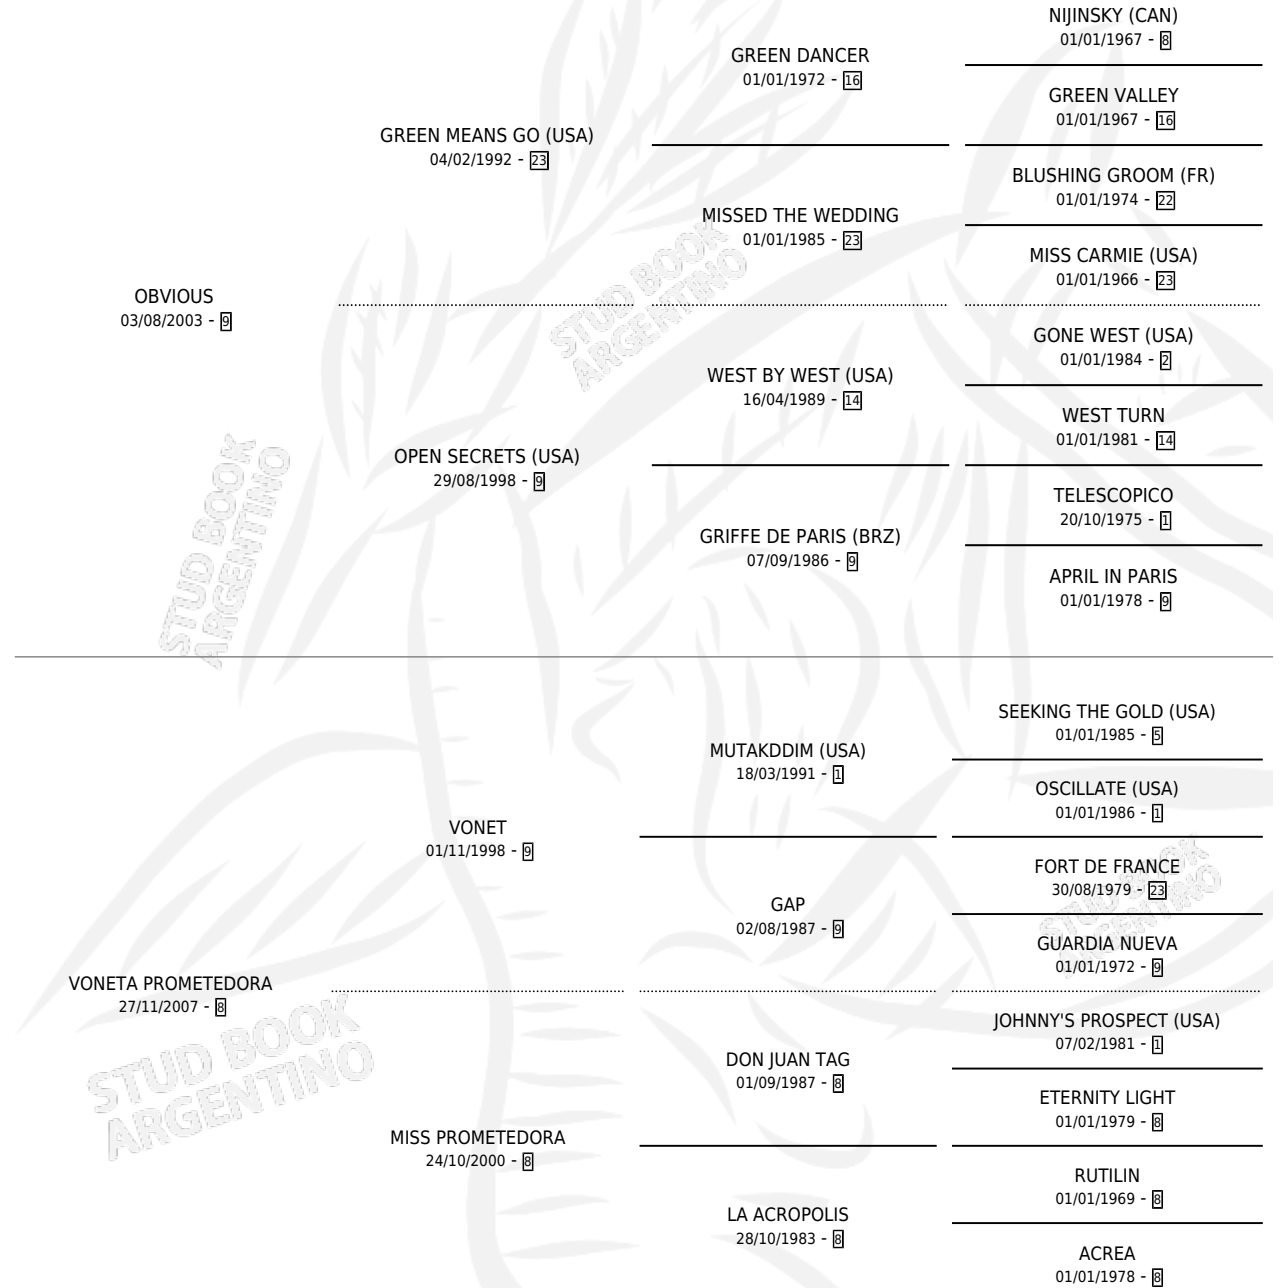 NIJINSKY (CAN)
01/01/1967 - 8
GREEN DANCER
01/01/1972 - 16
GREEN VALLEY
01/01/1967 - 16
GREEN MEANS GO (USA)
04/02/1992 - 23
BLUSHING GROOM (FR)
01/01/1974 - 22
MISSED THE WEDDING
01/01/1985 - 23
MISS CARMIE (USA)
01/01/1966 - 23
OBVIOUS
03/08/2003 - 9
GONE WEST (USA)
01/01/1984 - 2
WEST BY WEST (USA)
16/04/1989 - 14
WEST TURN
01/01/1981 - 14
OPEN SECRETS (USA)
29/08/1998 - 9
TELESCOPICO
20/10/1975 - 1
GRIFFE DE PARIS (BRZ)
07/09/1986 - 9
APRIL IN PARIS
01/01/1978 - 9
STUD BOOK
ARGENTINO
STUD BOOK
ARGENTINO
SEEKING THE GOLD (USA)
01/01/1985 - 5
MUTAKDDIM (USA)
18/03/1991 - 1
OSCILLATE (USA)
01/01/1986 - 1
VONET
01/11/1998 - 9
FORT DE FRANCE
30/08/1979 - 23
GAP
02/08/1987 - 9
GUARDIA NUEVA
01/01/1972 - 9
STUD BOOK
ARGENTINO
VONETA PROMETEDORA
27/11/2007 - 8
JOHNNY'S PROSPECT (USA)
07/02/1981 - 1
DON JUAN TAG
01/09/1987 - 8
ETERNITY LIGHT
01/01/1979 - 8
STUD BOOK
ARGENTINO
MISS PROMETEDORA
24/10/2000 - 8
RUTILIN
01/01/1969 - 8
LA ACROPOLIS
28/10/1983 - 8
ACREA
01/01/1978 - 8